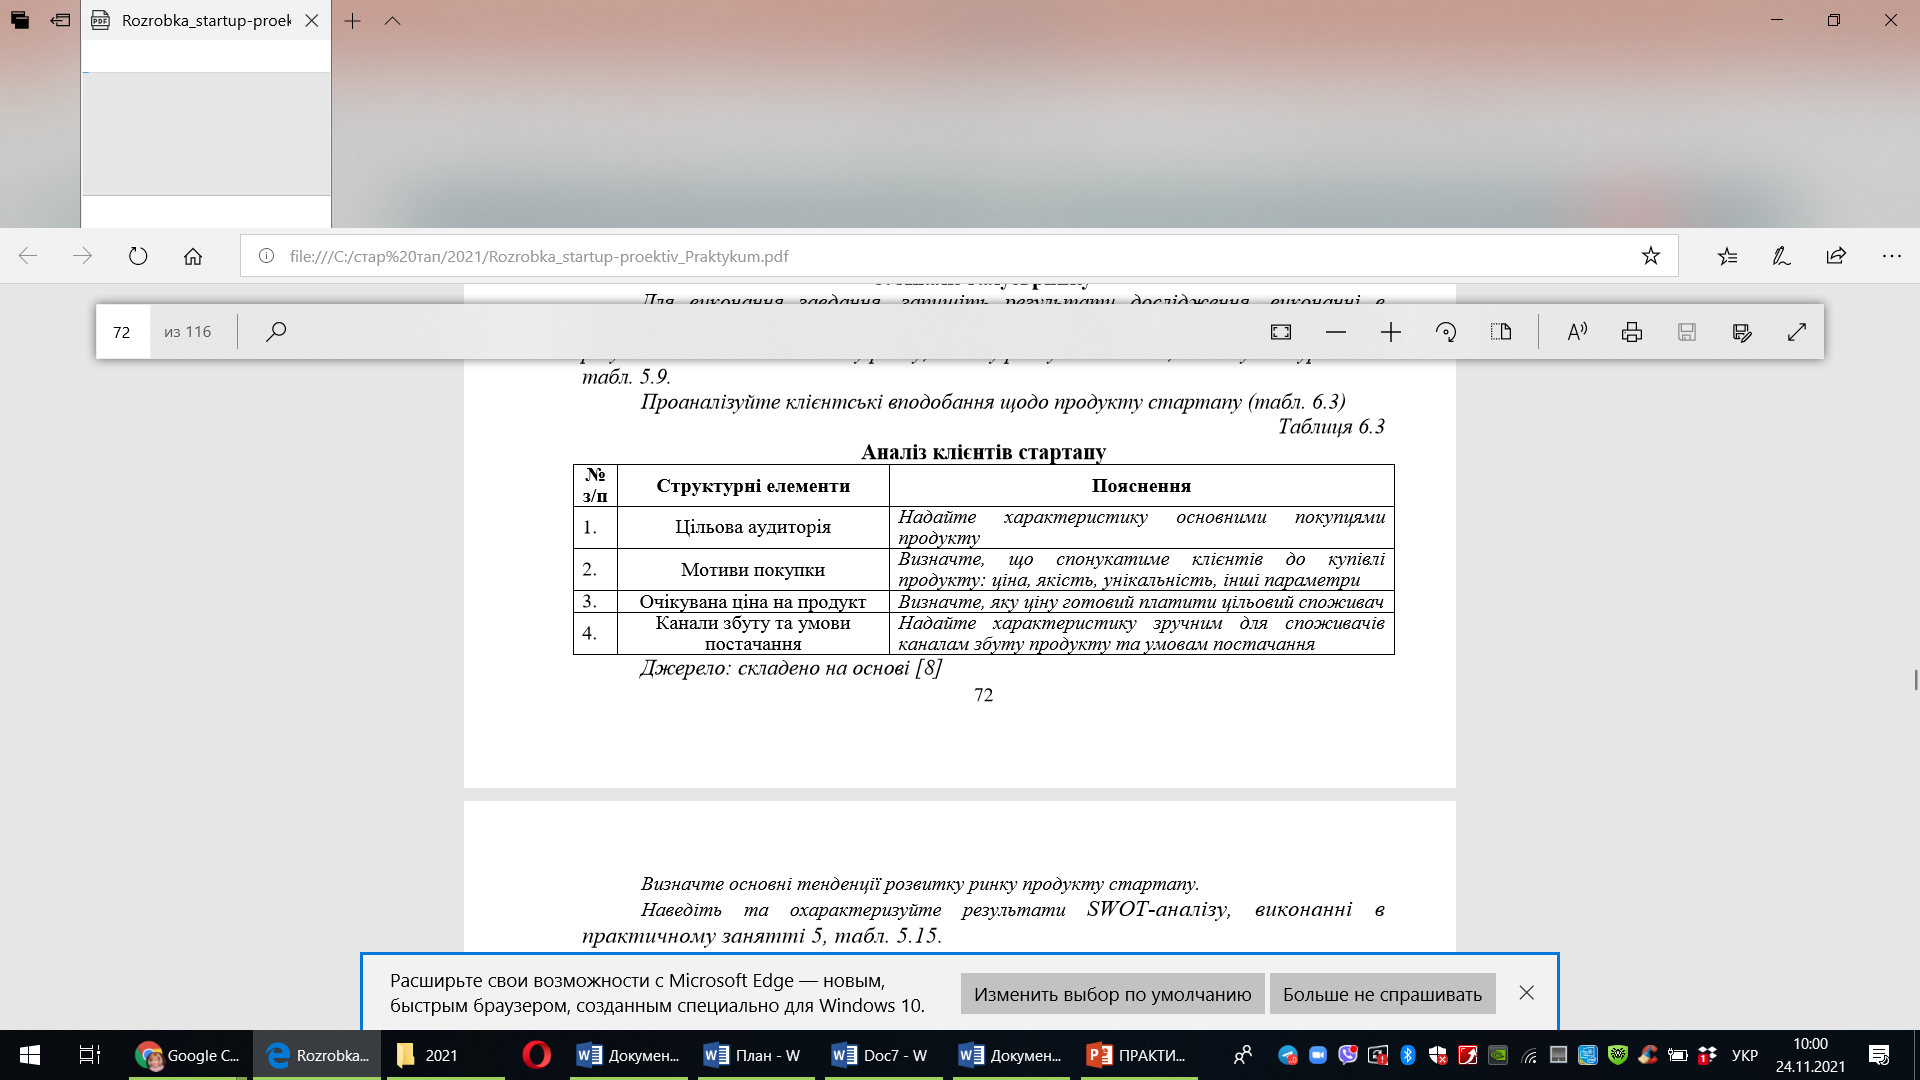 Rozrobka_startup-proek
file:///C:/стар%20тап/2021/Rozrobka_startup-proektiv_Praktykum.pdf
Для виконання завдання, запишіть результати дослідження, виконанні в
72 из 116
табл. 5.9.
Проаналізуйте клієнтські вподобання щодо продукту стартапу (табл. 6.3)
Таблиця 6.3
Аналіз клієнтів стартапу
№ з/п Структурні елементи Пояснення
1. Цільова аудиторія Надайте характеристику основними покупцями
продукту
2. Мотиви покупки Визначте, що спонукатиме клієнтів до купівлі
продукту: ціна, якість, унікальність, інші параметри
3. Очікувана ціна на продукт Визначте, яку ціну готовий платити цільовий споживач
4. Канали збуту та умови постачання Надайте характеристику зручним для споживачів
каналам збуту продукту та умовам постачання
Джерело: складено на основі [8]
72
Визначте основні тенденції розвитку ринку продукту стартапу.
Наведіть та охарактеризуйте результати SWOT-аналізу, виконанні в
практичному занятті 5, табл. 5.15.
Расширьте свои возможности с Microsoft Edge — новым,
быстрым браузером, созданным специально для Windows 10.
Изменить выбор по умолчанию
Больше не спрашивать
Google C...
Rozrobka...
2021
Докумен...
План - W
Doc7 - W
Докумен...
ПРАКТИ...
УКР
10:00
24.11.2021